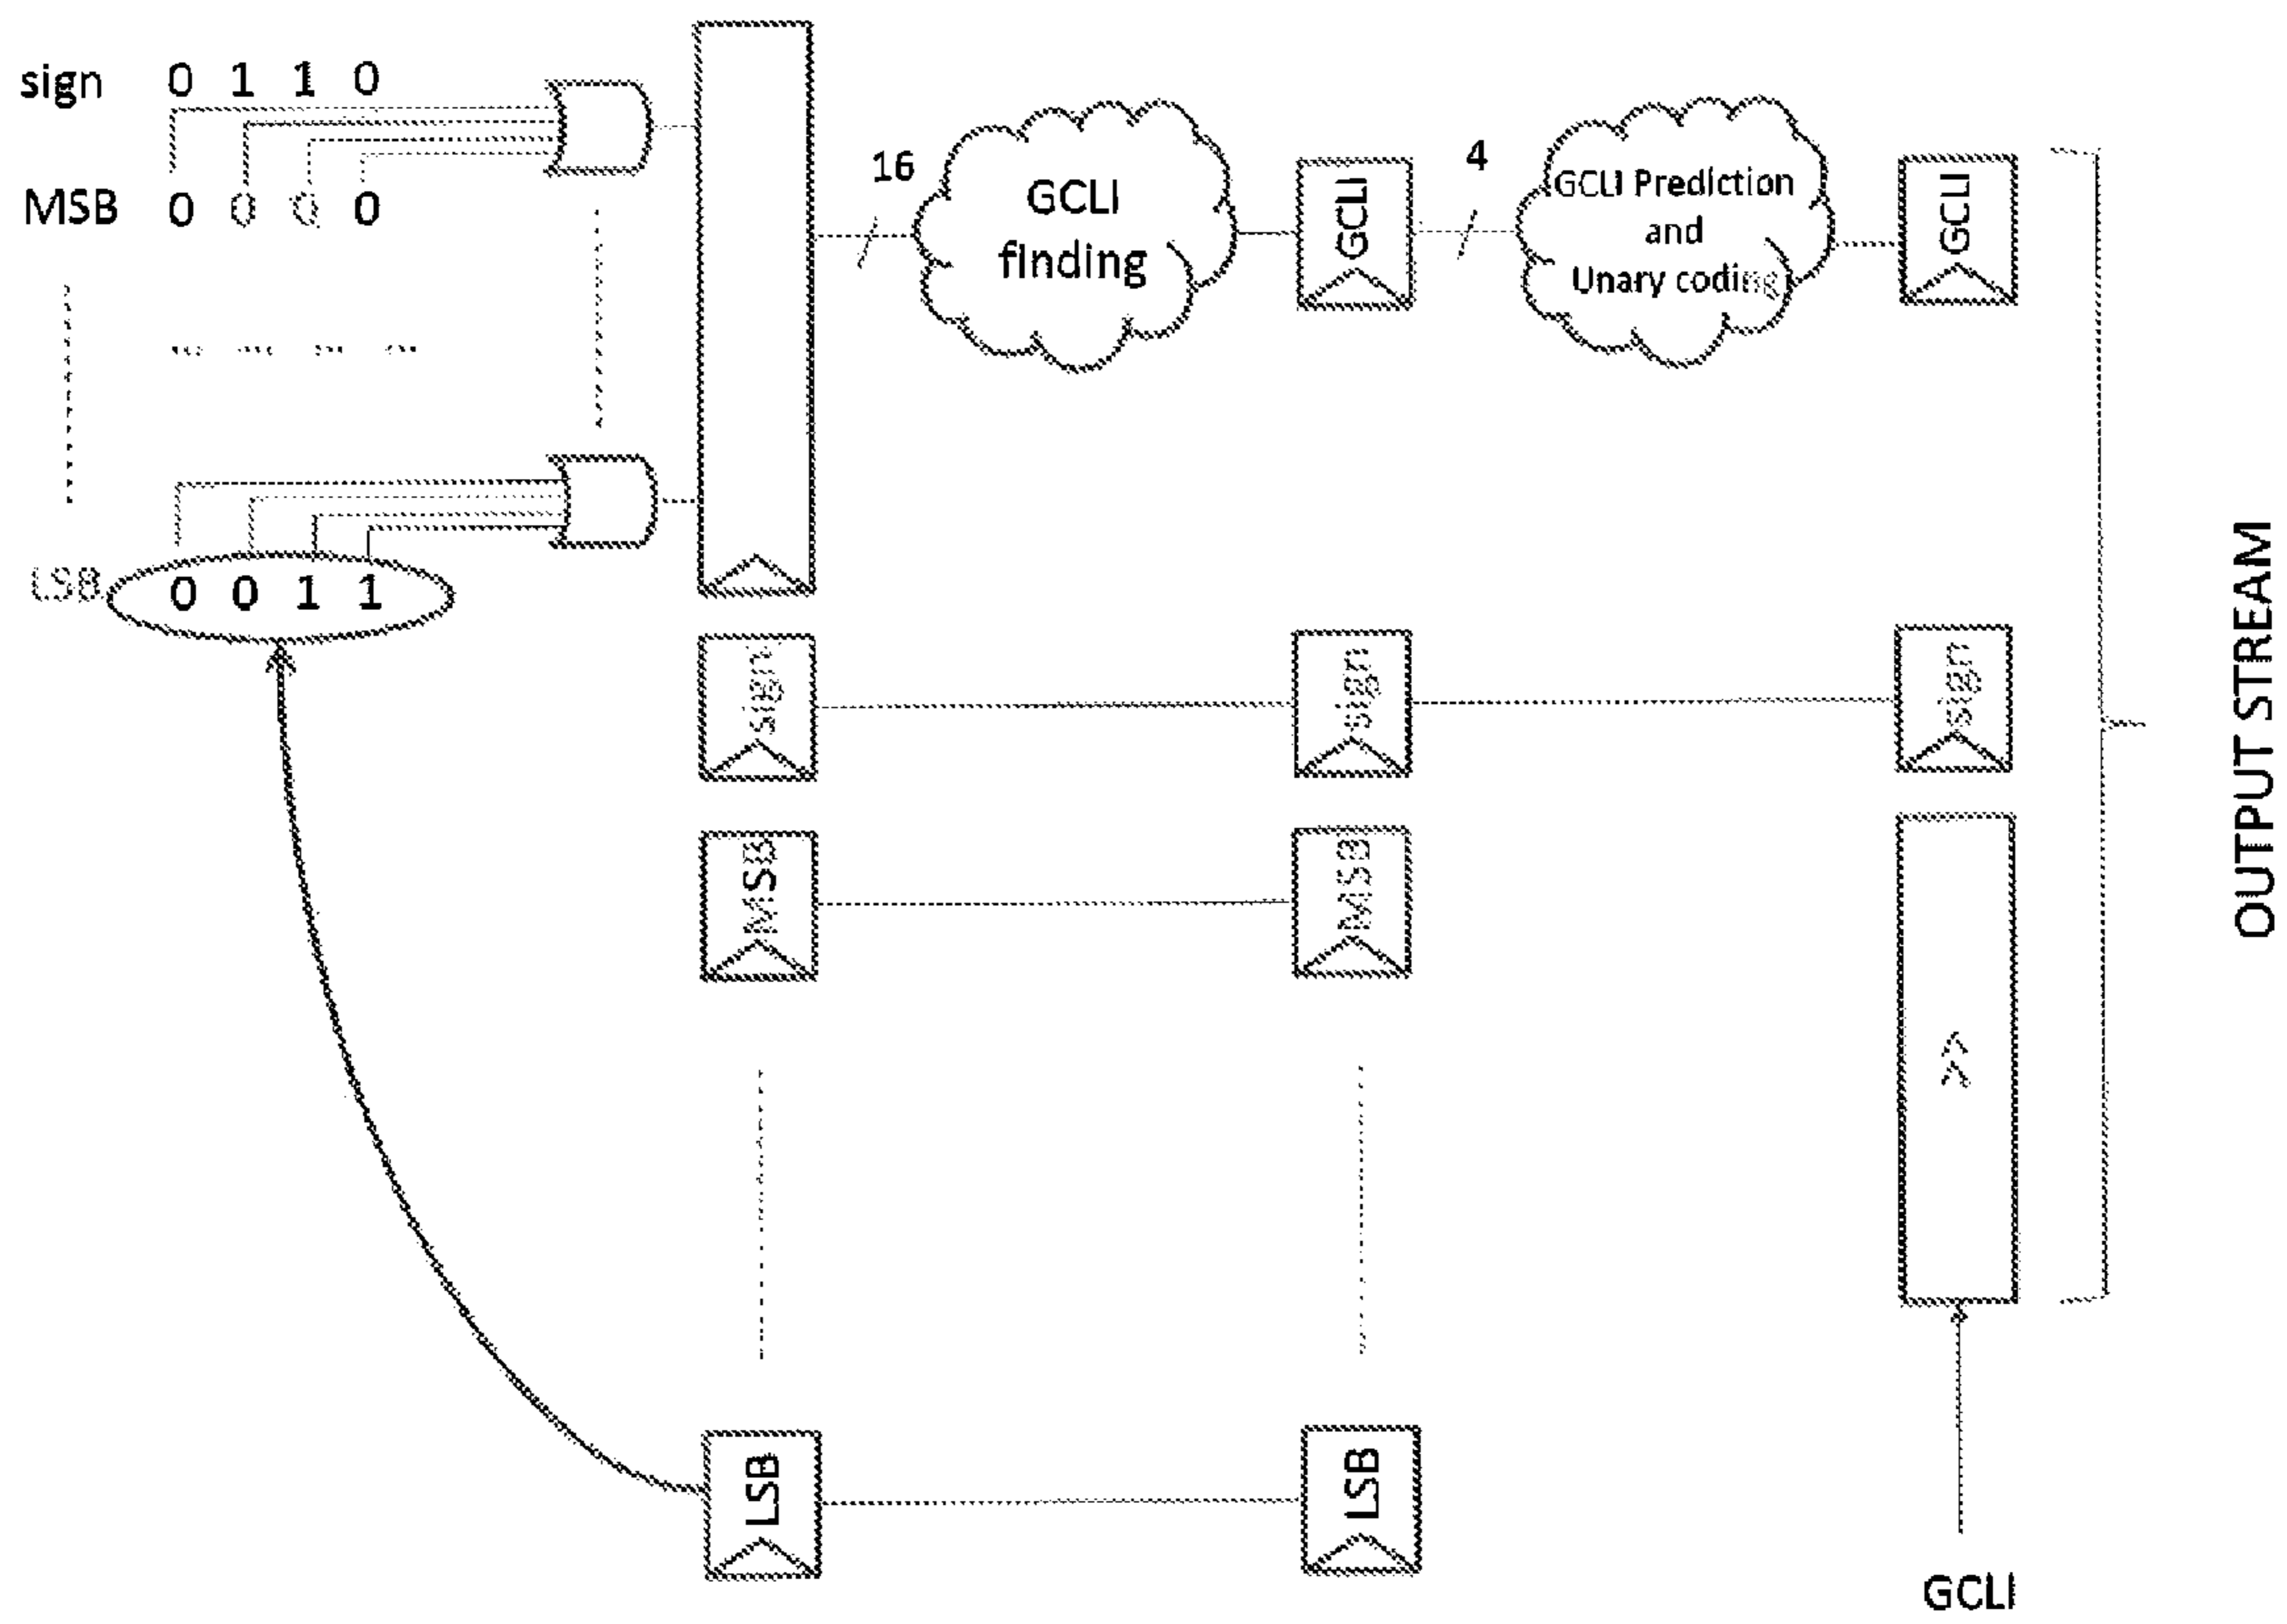 sign 0 1 1 0
MSB 0 0 0 0
LSB 0 0 1 1
16
GCLI
finding
GCLI
4
GCLI Prediction
and
Unary coding
GCLI
sign
sign
sign
MSB
MSB
>>
LSB
LSB
GCLI
OUTPUT STREAM